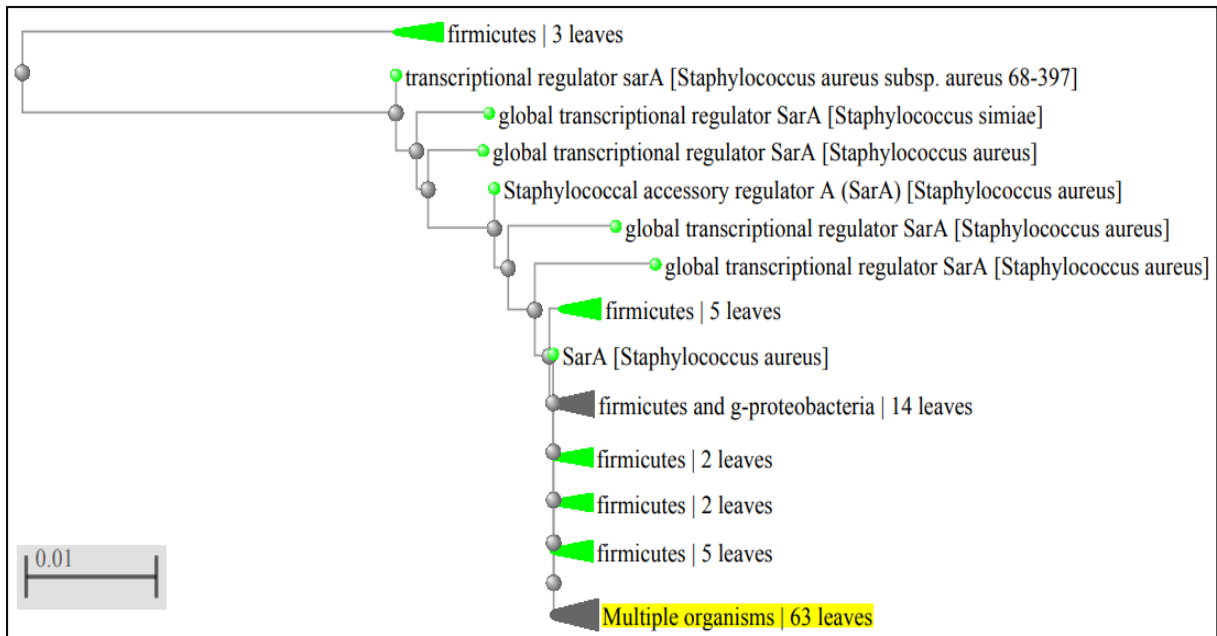 firmicutes | 3 leaves
transcriptional regulator sarA [Staphylococcus aureus subsp. aureus 68-397]
global transcriptional regulator SarA [Staphylococcus simiae]
global transcriptional regulator SarA [Staphylococcus aureus]
Staphylococcal accessory regulator A (SarA) [Staphylococcus aureus]
global transcriptional regulator SarA [Staphylococcus aureus]
global transcriptional regulator SarA [Staphylococcus aureus]
firmicutes | 5 leaves
SarA [Staphylococcus aureus]
firmicutes and g-proteobacteria | 14 leaves
firmicutes | 2 leaves
firmicutes | 2 leaves
firmicutes | 5 leaves
0.01
Multiple organisms | 63 leaves